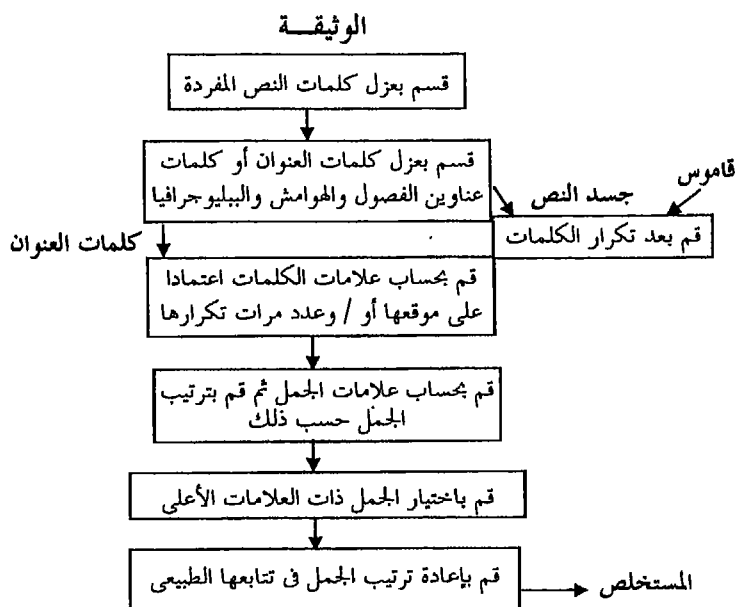 الوثيقـــة
قسم بعزل كلمات النص المفردة
قسم بعزل كلمات العنوان أو كلمات
عناوين الفصول والهوامش والببليوجرافيا
جسد النص
قاموس
قم بعد تكرار الكلمات
كلمات العنوان
قم بحساب علامات الكلمات اعتمادا
على موقعها أو / وعدد مرات تكرارها
قم بحساب علامات الجمل ثم قم بترتيب
الجمل حسب ذلك
قم باختيار الجمل ذات العلامات الأعلى
قم بإعادة ترتيب الجمل فى تتابعها الطبيعى
المستخلص